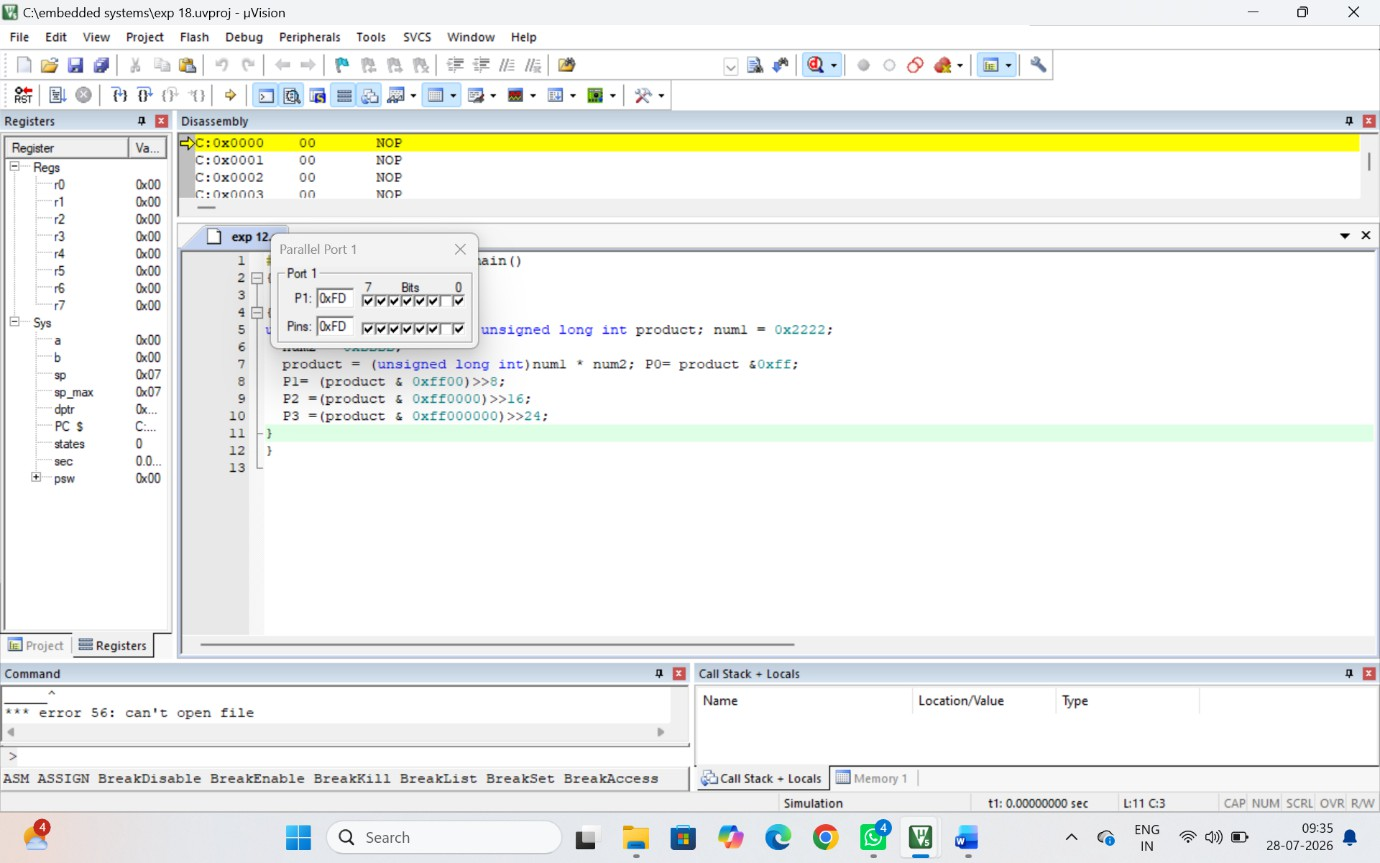 C:\embedded systems\exp 18.uvproj - µVision
File Edit View Project Flash Debug Peripherals Tools SVCS Window Help
RST
Registers
Register Va...
Regs
r0 0x00
r1 0x00
r2 0x00
r3 0x00
r4 0x00
r5 0x00
r6 0x00
r7 0x00
Sys
a 0x00
b 0x00
sp 0x07
sp_max 0x07
dptr 0x...
PC $ C:...
states 0
sec 0.0...
psw 0x00
Project Registers
Disassembly
C:0x0000 00 NOP
C:0x0001 00 NOP
C:0x0002 00 NOP
C:0x0003 00 NOP
exp 12.
Parallel Port 1
Port 1
7 Bits 0
P1: 0xFD
Pins: 0xFD
1 ain()
2
3
4
5 unsigned long int product; num1 = 0x2222;
6
7 product = (unsigned long int)num1 * num2; P0= product &0xff;
8 P1= (product & 0xff00)>>8;
9 P2 =(product & 0xff0000)>>16;
10 P3 =(product & 0xff000000)>>24;
11 }
12 }
13
Command
^
*** error 56: can't open file
>
ASM ASSIGN BreakDisable BreakEnable BreakKill BreakList BreakSet BreakAccess
Call Stack + Locals
Name Location/Value Type
Call Stack + Locals Memory 1
Simulation t1: 0.00000000 sec L:11 C:3 CAP NUM SCRL OVR R/W
4
Search
4
ENG
IN
09:35
28-07-2026